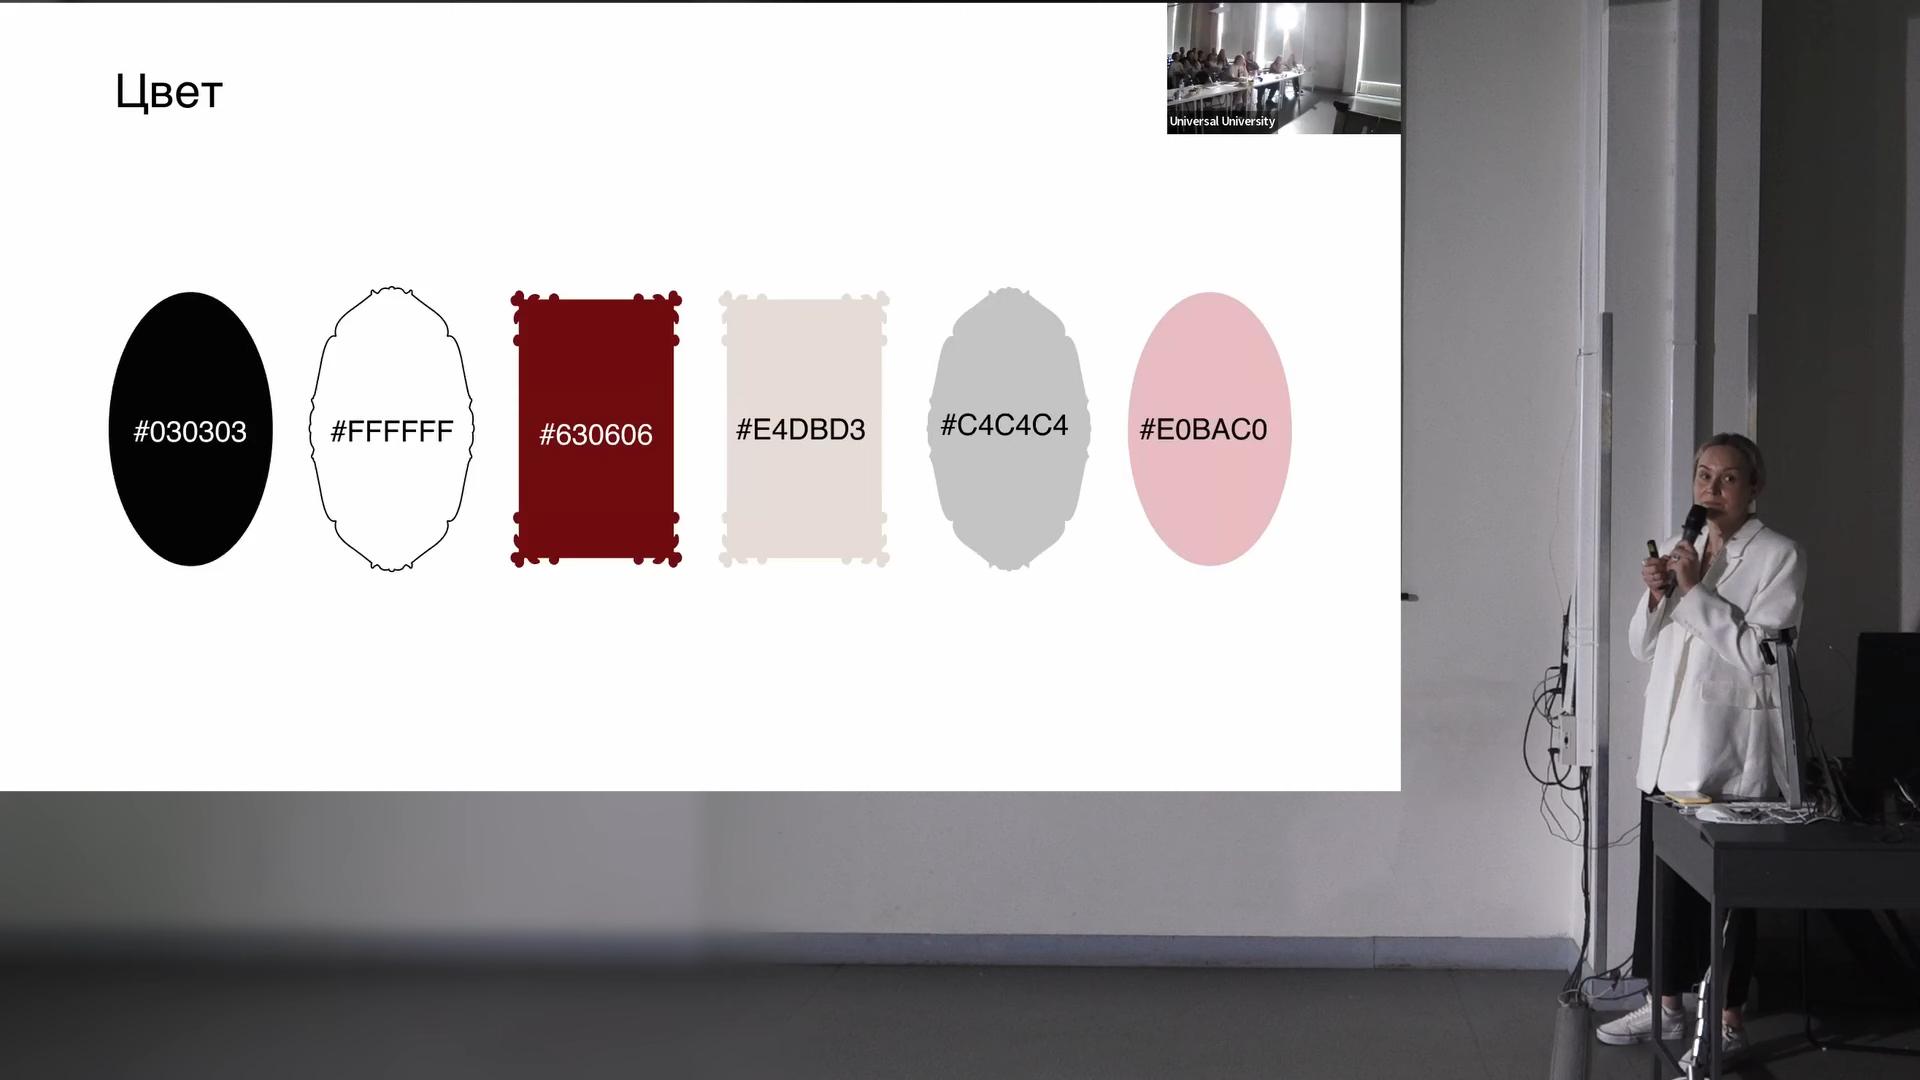 Цвет
Universal University
#030303
#FFFFFF
#630606
#E4DBD3
#C4C4C4
#E0BAC0